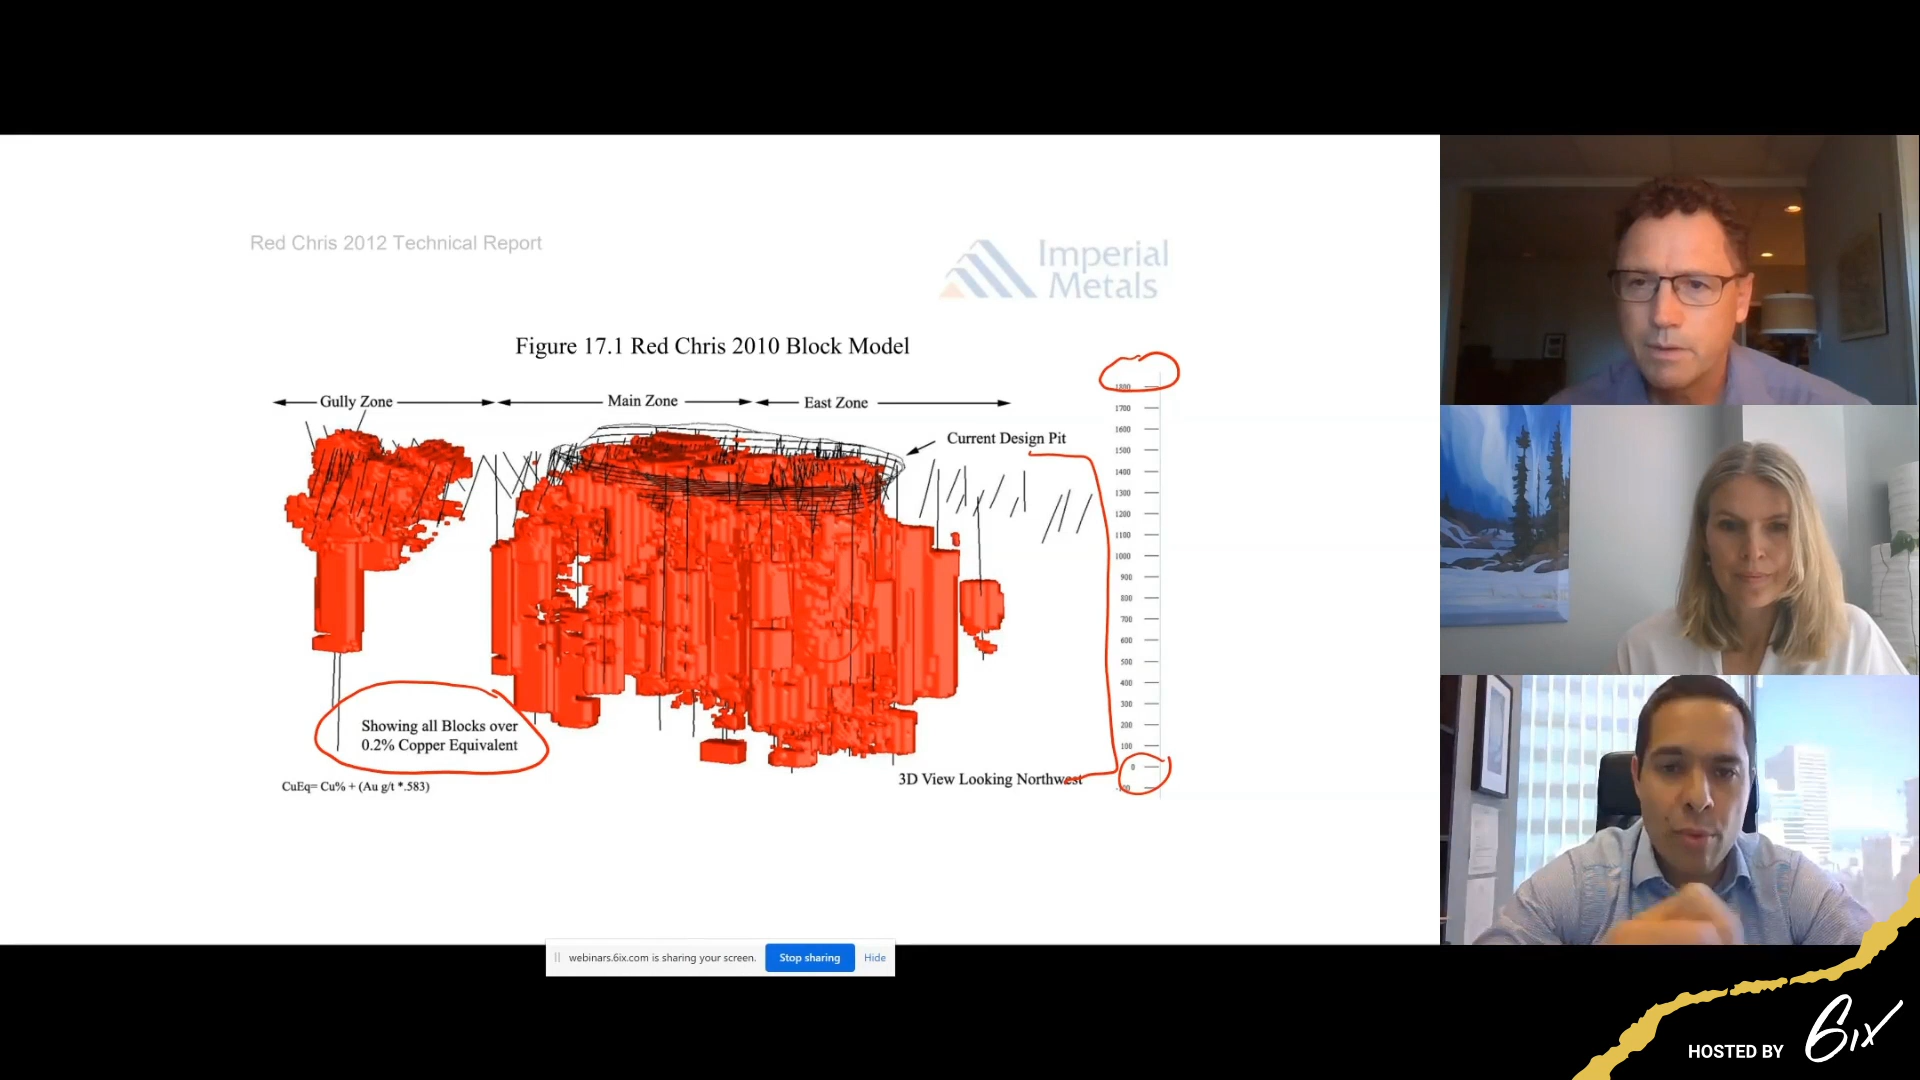 Red Chris 2012 Technical Report
Imperial
Metals
Figure 17.1 Red Chris 2010 Block Model
Gully Zone
Main Zone
East Zone
Current Design Pit
1800
1700
1600
1500
1400
1300
1200
1100
1000
900
800
700
600
500
400
300
200
100
0
-100
Showing all Blocks over
0.2% Copper Equivalent
3D View Looking Northwest
CuEq= Cu% + (Au g/t *.583)
webinars.6ix.com is sharing your screen.
Stop sharing
Hide
HOSTED BY 6ix